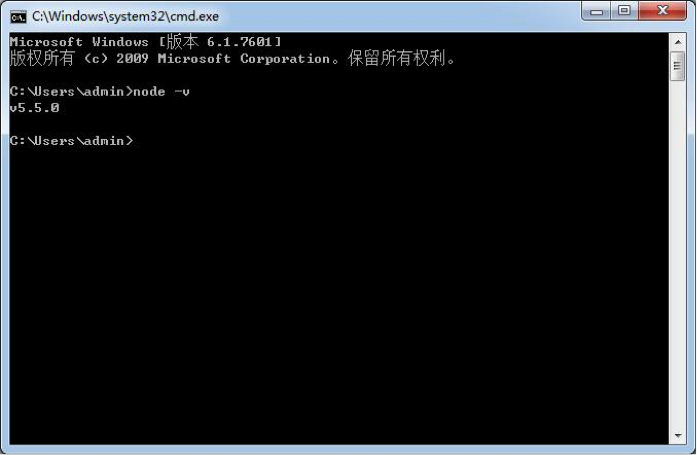 C:\Windows\system32\cmd.exe
Microsoft Windows [版本 6.1.7601]
版权所有 (c) 2009 Microsoft Corporation。保留所有权利。
C:\Users\admin>node -v
v5.5.0
C:\Users\admin>